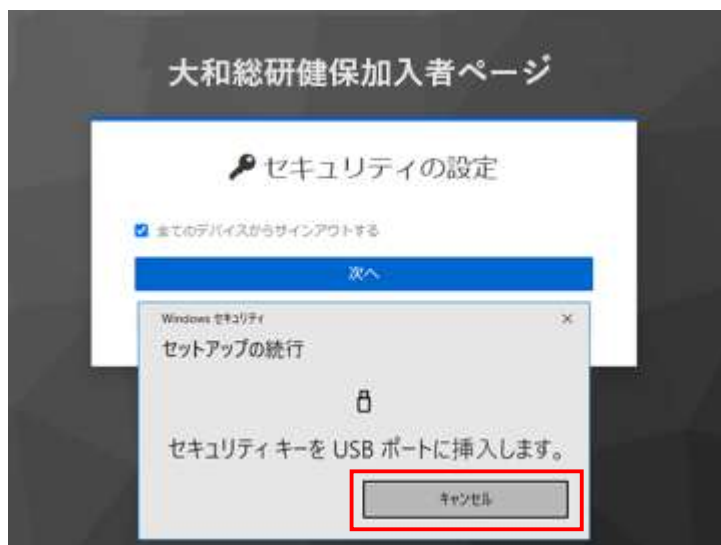 大和総研健保加入者ページ
セキュリティの設定
全てのデバイスからサインアウトする
次へ
Windows セキュリティ
セットアップの続行
セキュリティ キーを USB ポートに挿入します。
キャンセル